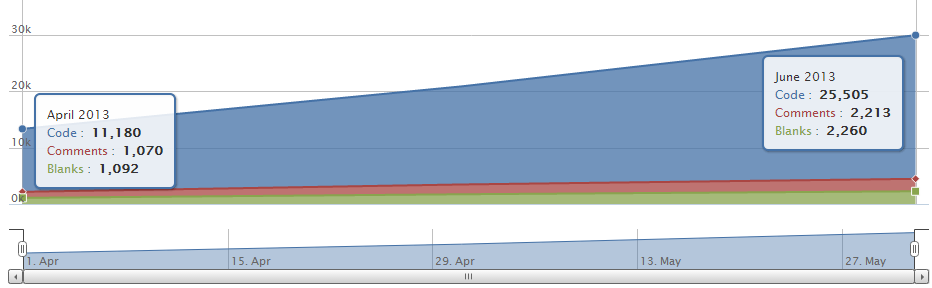 30k
20k
10k
0k
April 2013
Code : 11,180
Comments : 1,070
Blanks : 1,092
June 2013
Code : 25,505
Comments : 2,213
Blanks : 2,260
1. Apr 15. Apr 29. Apr 13. May 27. May